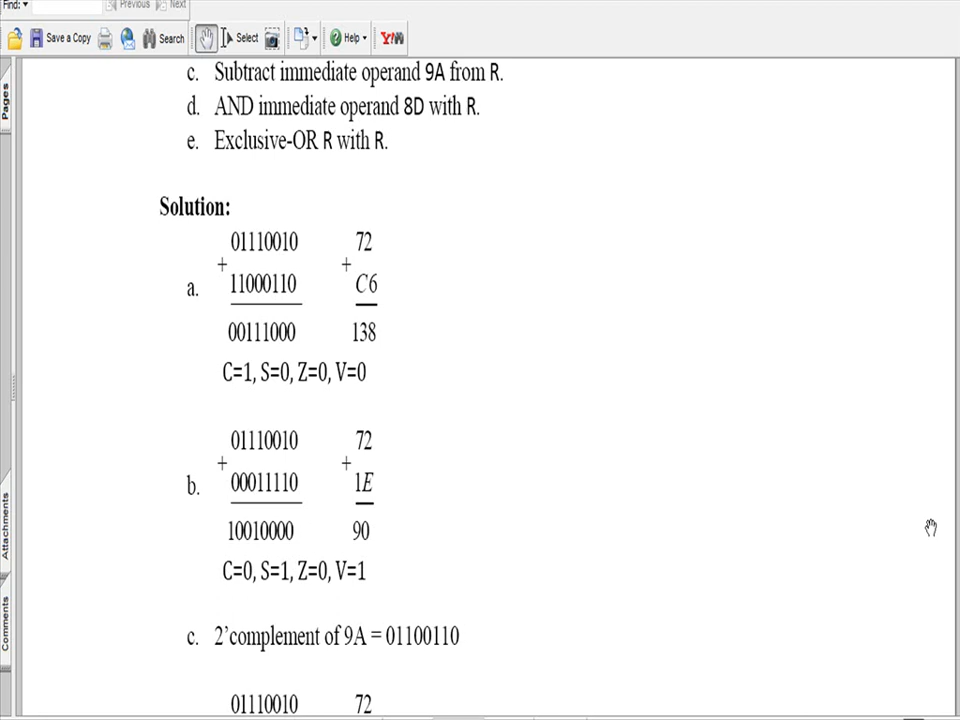 Find:
Previous Next
Save a Copy Search Select Help Y!
Pages
Attachments
Comments
c. Subtract immediate operand 9A from R.
d. AND immediate operand 8D with R.
e. Exclusive-OR R with R.
Solution:
01110010 72
+ +
a. 11000110 C6
00111000 138
C=1, S=0, Z=0, V=0
01110010 72
+ +
b. 00011110 1E
10010000 90
C=0, S=1, Z=0, V=1
c. 2'complement of 9A = 01100110
01110010 72